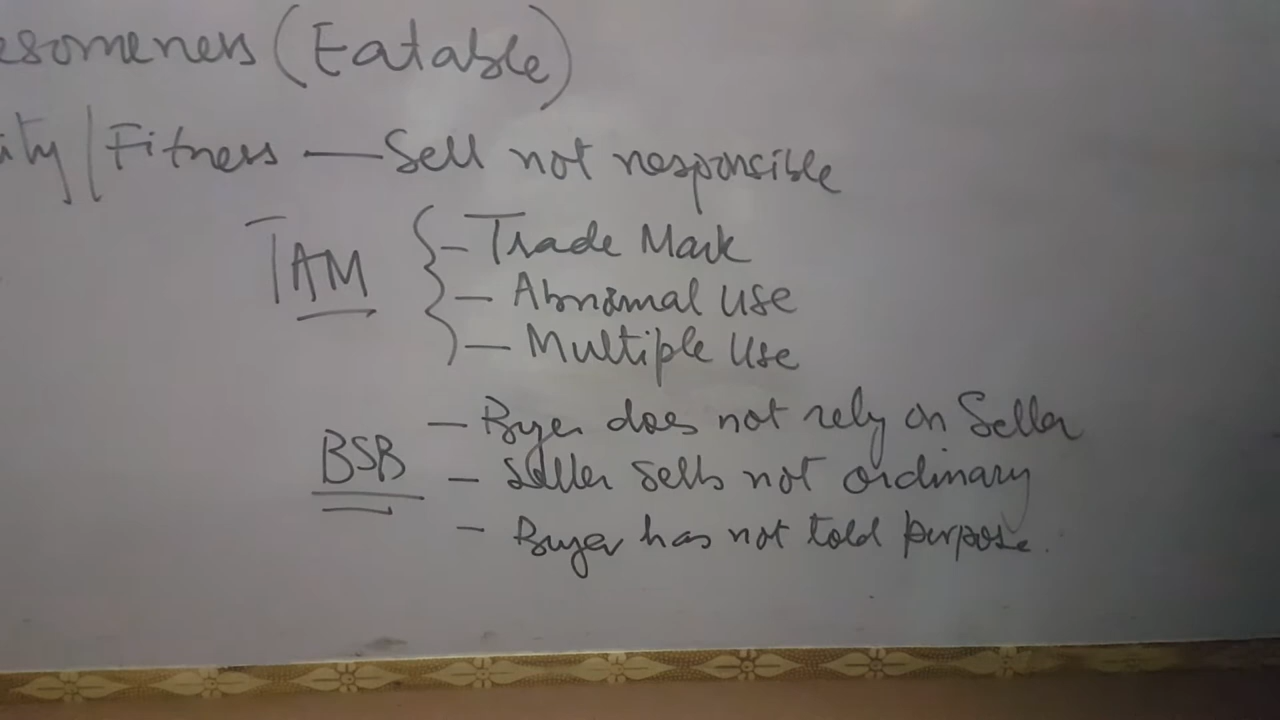 esomeness (Eatable)
ity/Fitness — Sell not responsible
TAM { – Trade Mark
– Abnormal use
– Multiple Use
– Byer does not rely on Seller
BSB – Seller sells not ordinary
– Buyer has not told purpose.